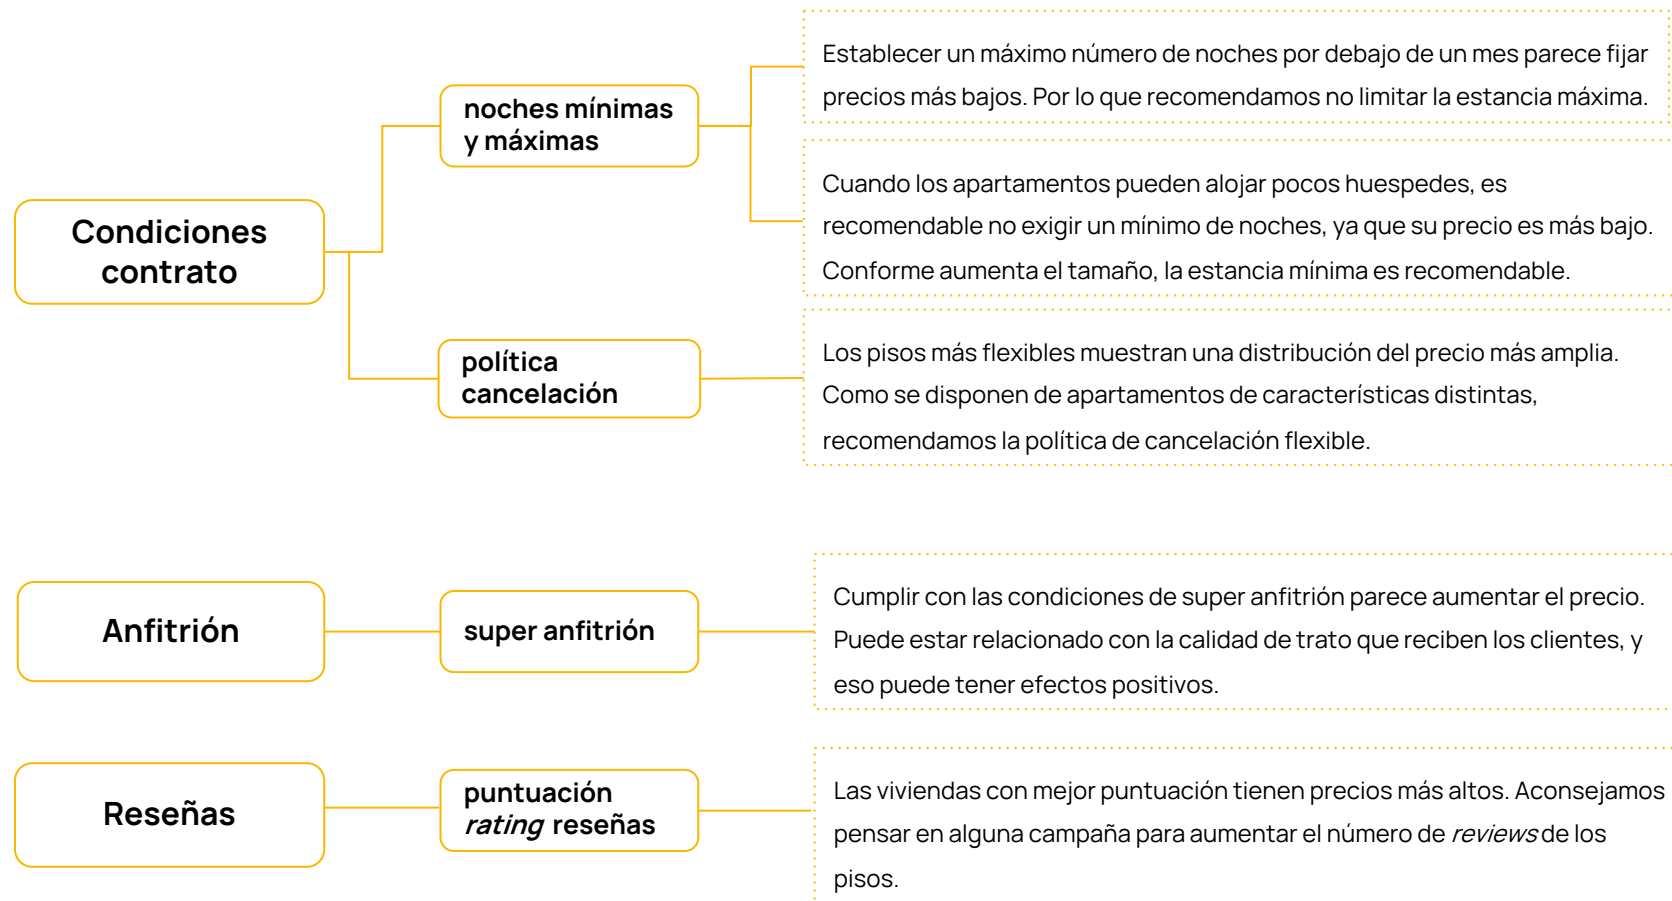 Condiciones
contrato
noches mínimas
y máximas
Establecer un máximo número de noches por debajo de un mes parece fijar
precios más bajos. Por lo que recomendamos no limitar la estancia máxima.
Cuando los apartamentos pueden alojar pocos huespedes, es
recomendable no exigir un mínimo de noches, ya que su precio es más bajo.
Conforme aumenta el tamaño, la estancia mínima es recomendable.
política
cancelación
Los pisos más flexibles muestran una distribución del precio más amplia.
Como se disponen de apartamentos de características distintas,
recomendamos la política de cancelación flexible.
Anfitrión
super anfitrión
Cumplir con las condiciones de super anfitrión parece aumentar el precio.
Puede estar relacionado con la calidad de trato que reciben los clientes, y
eso puede tener efectos positivos.
Reseñas
puntuación
rating reseñas
Las viviendas con mejor puntuación tienen precios más altos. Aconsejamos
pensar en alguna campaña para aumentar el número de reviews de los
pisos.